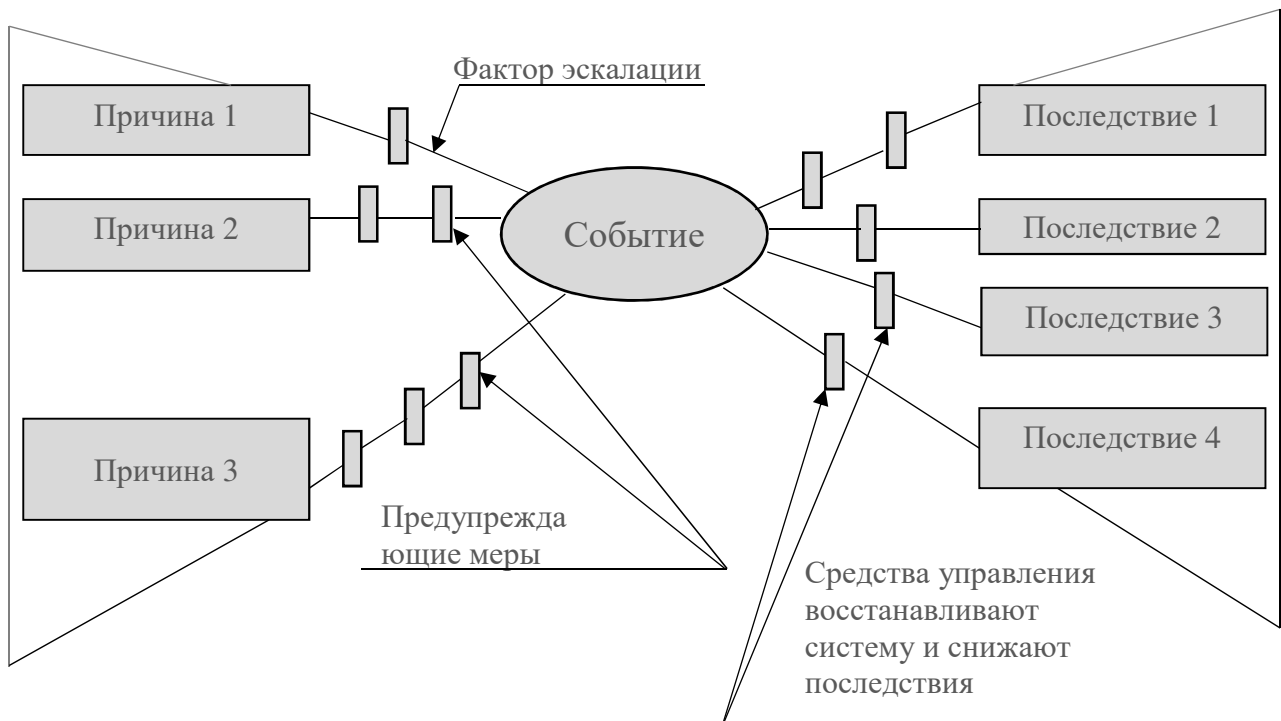 Фактор эскалации
Причина 1
Последствие 1
Причина 2
Событие
Последствие 2
Последствие 3
Причина 3
Последствие 4
Предупрежда
ющие меры
Средства управления
восстанавливают
систему и снижают
последствия